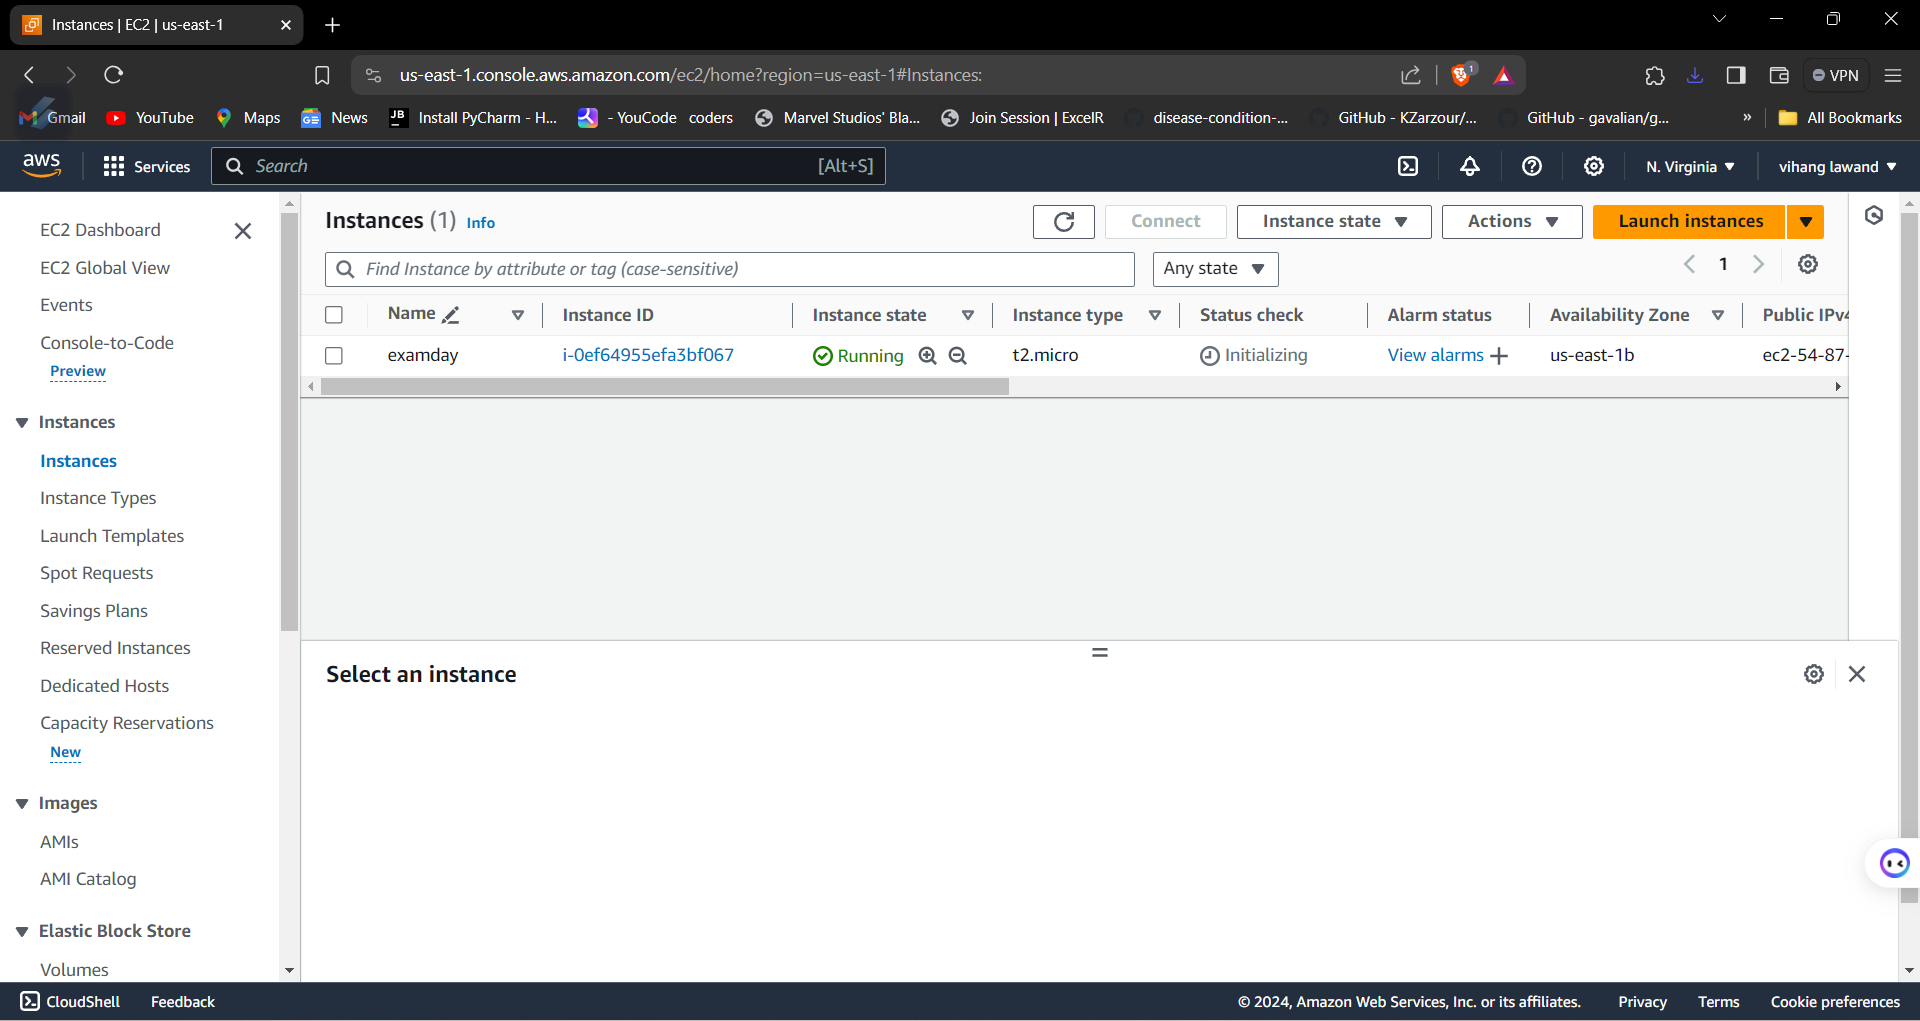 Instances | EC2 | us-east-1
us-east-1.console.aws.amazon.com/ec2/home?region=us-east-1#Instances:
1
VPN
Gmail YouTube Maps News Install PyCharm - H... - YouCode coders Marvel Studios' Bla... Join Session | ExcelR disease-condition-... GitHub - KZarzour/... GitHub - gavalian/g... » All Bookmarks
aws Services Search [Alt+S] N. Virginia vihang lawand
EC2 Dashboard
EC2 Global View
Events
Console-to-Code
Preview
Instances
Instances
Instance Types
Launch Templates
Spot Requests
Savings Plans
Reserved Instances
Dedicated Hosts
Capacity Reservations
New
Images
AMIs
AMI Catalog
Elastic Block Store
Volumes
Instances (1) Info Connect Instance state Actions Launch instances
Find Instance by attribute or tag (case-sensitive) Any state 1
Name Instance ID Instance state Instance type Status check Alarm status Availability Zone Public IPv4
examday i-0ef64955efa3bf067 Running t2.micro Initializing View alarms us-east-1b ec2-54-87-
Select an instance
CloudShell Feedback © 2024, Amazon Web Services, Inc. or its affiliates. Privacy Terms Cookie preferences